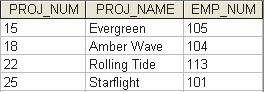 PROJ_NUM PROJ_NAME EMP_NUM
15 Evergreen 105
18 Amber Wave 104
22 Rolling Tide 113
25 Starflight 101